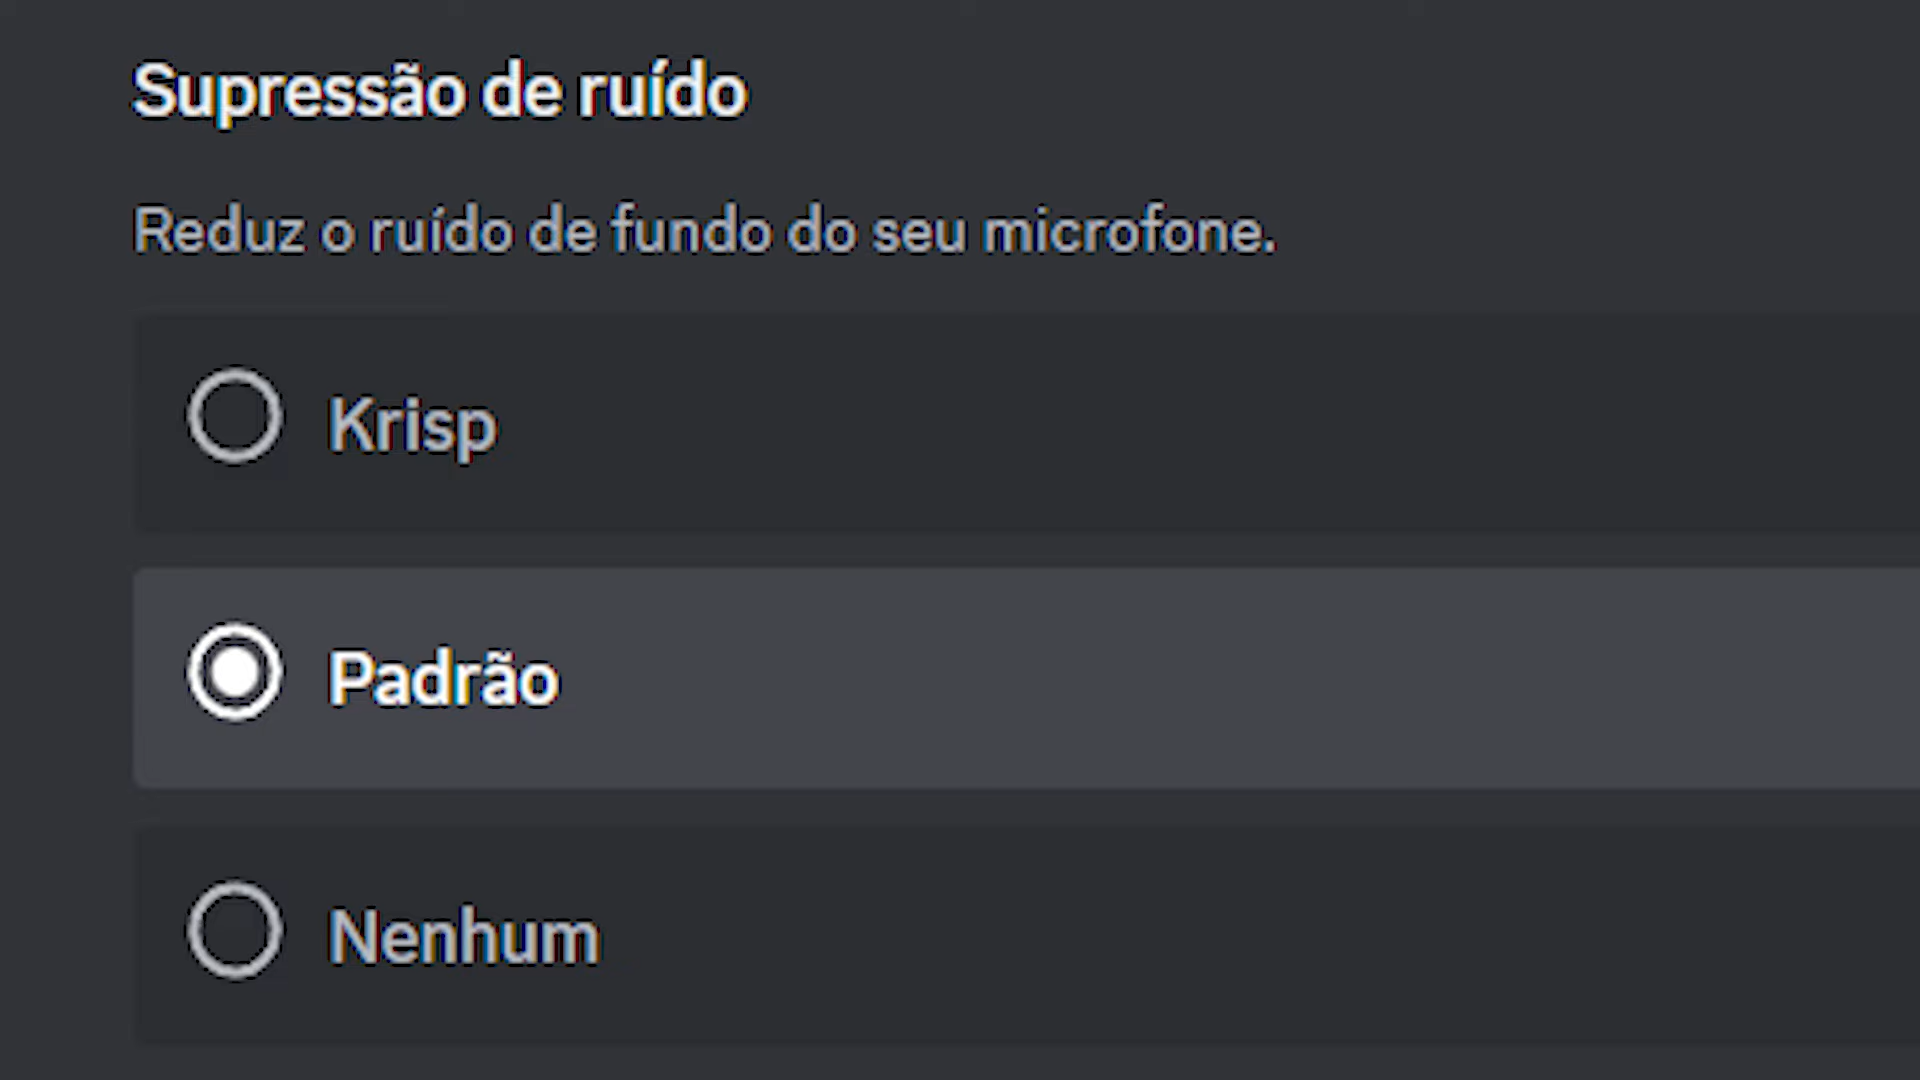 Supressão de ruído
Reduz o ruído de fundo do seu microfone.
Krisp
Padrão
Nenhum